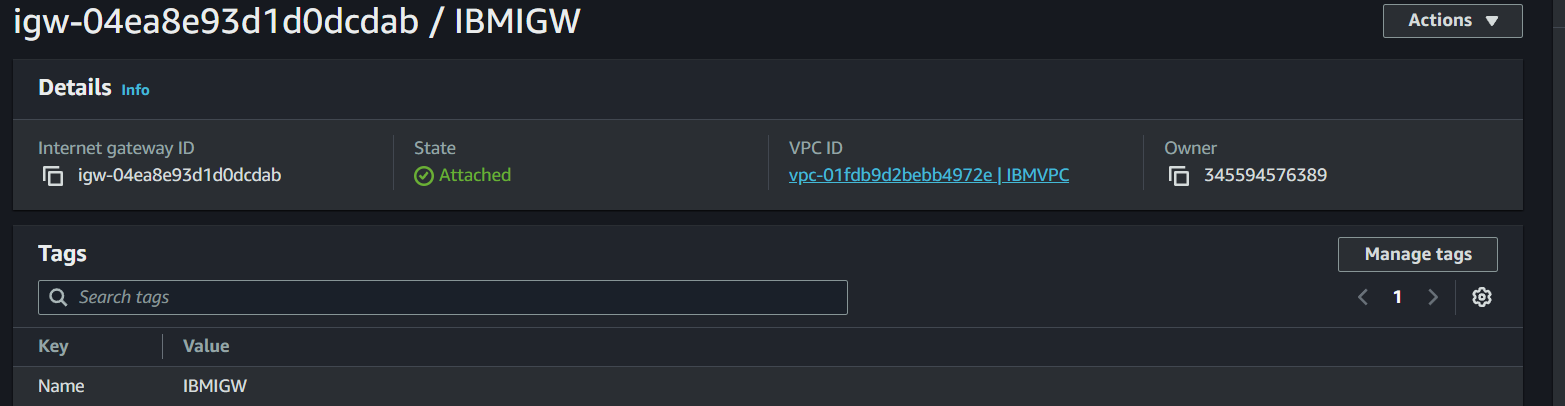 igw-04ea8e93d1d0dcdab / IBMIGW
Actions
Details Info
Internet gateway ID
igw-04ea8e93d1d0dcdab
State
Attached
VPC ID
vpc-01fdb9d2bebb4972e | IBMVPC
Owner
345594576389
Tags
Manage tags
Search tags
1
Key Value
Name IBMIGW